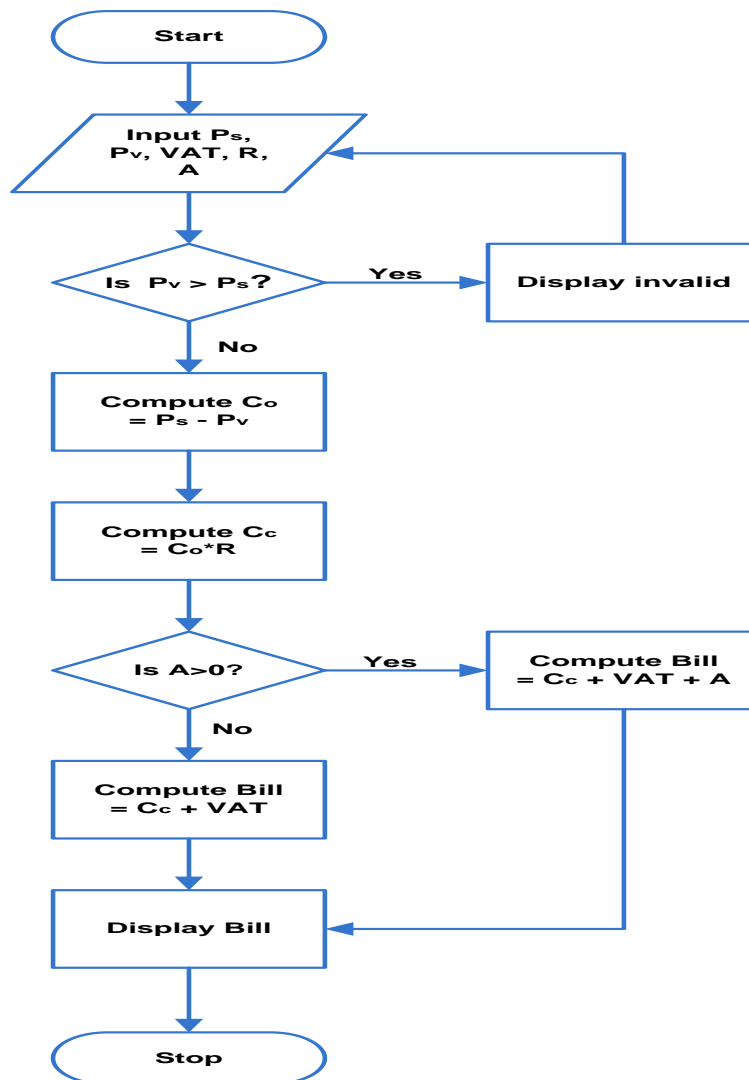 Start
Input Ps,
Pv, VAT, R,
A
Is Pv > Ps?
Yes
Display invalid
No
Compute Co
= Ps - Pv
Compute Cc
= Co*R
Is A>0?
Yes
Compute Bill
= Cc + VAT + A
No
Compute Bill
= Cc + VAT
Display Bill
Stop